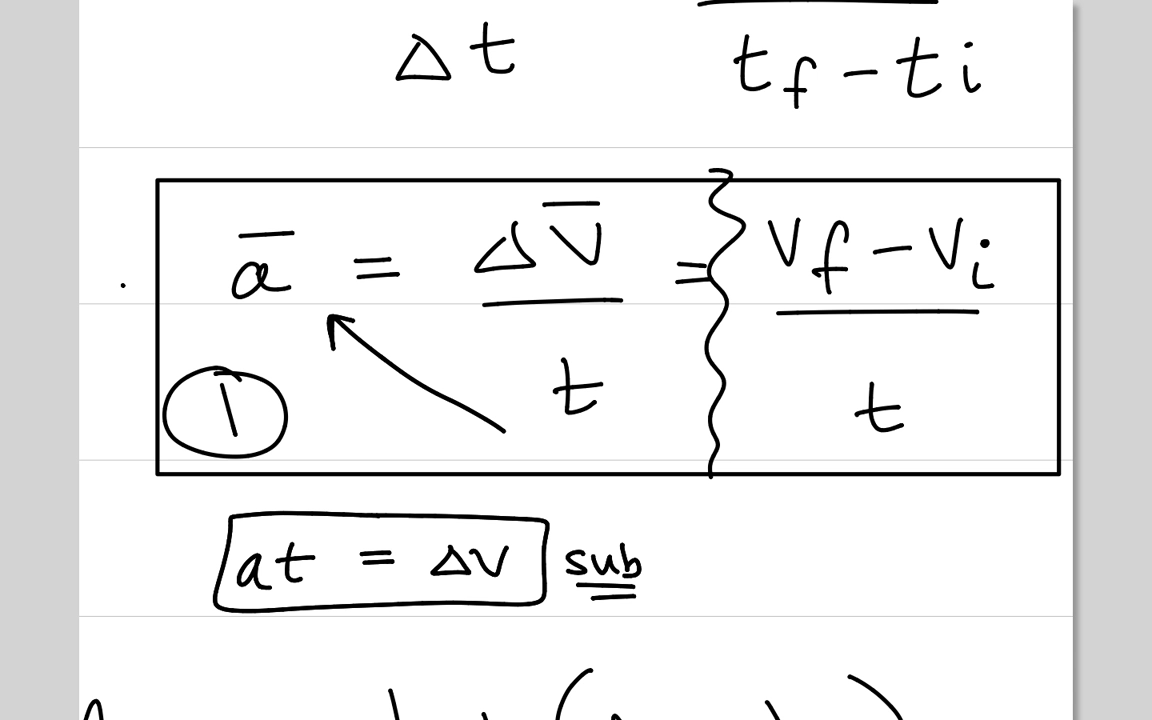 Δt   tf - ti
ā = Δv̄ / t = vf - vi / t
①
at = Δv sub